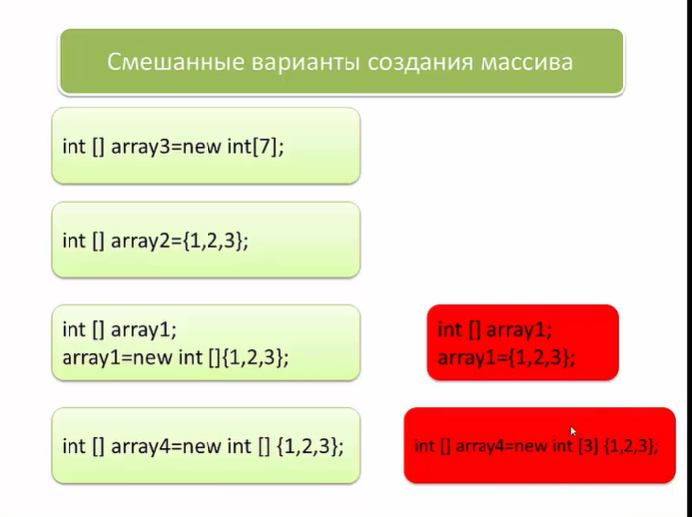 Смешанные варианты создания массива
int [] array3=new int[7];
int [] array2={1,2,3};
int [] array1;
array1=new int []{1,2,3};
int [] array1;
array1={1,2,3};
int [] array4=new int [] {1,2,3};
int [] array4=new int [3] {1,2,3};